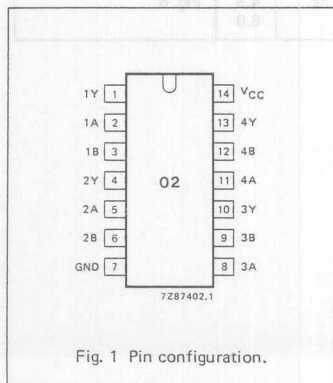 1Y 1 14 VCC
1A 2 13 4Y
1B 3 12 4B
2Y 4 02 11 4A
2A 5 10 3Y
2B 6 9 3B
GND 7 8 3A
7Z87402.1
Fig. 1 Pin configuration.